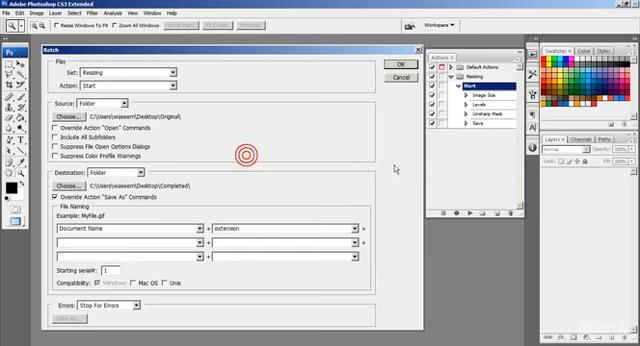 Adobe Photoshop CS3 Extended
File Edit Image Layer Select Filter Analysis View Window Help
Resize Windows To Fit Zoom All Windows Actual Pixels Fit Screen Print Size Workspace
Ps
Batch
Play
Set: Resizing
Action: Start
OK
Cancel
Source: Folder
Choose... C:\Users\waseem\Desktop\Original\
Override Action "Open" Commands
Include All Subfolders
Suppress File Open Options Dialogs
Suppress Color Profile Warnings
Destination: Folder
Choose... C:\Users\waseem\Desktop\Completed\
Override Action "Save As" Commands
File Naming
Example: MyFile.gif
Document Name + extension +
+ +
+
Starting serial#: 1
Compatibility: Windows Mac OS Unix
Errors: Stop For Errors
Save As...
Actions
Default Actions
Resizing
Start
Image Size
Levels
Unsharp Mask
Save
Swatches Color Styles
Layers Channels Paths
Normal Opacity:
Lock: Fill: